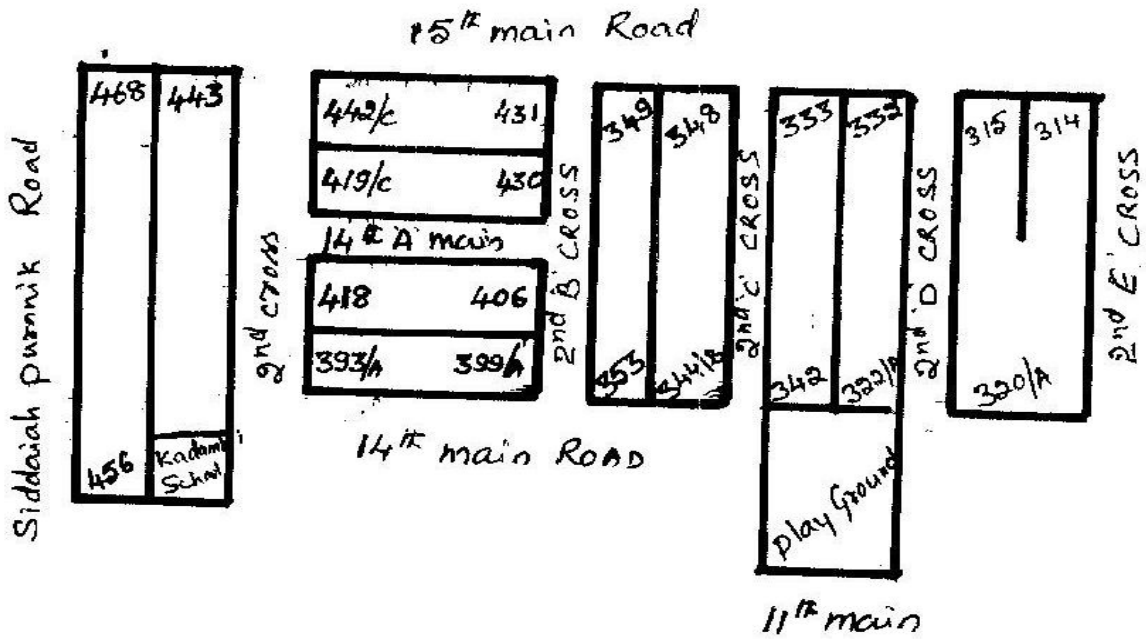 15th main Road
Siddaiah purnnik Road
468 443
456 Kadambi School
2nd cross
442/c 431
419/c 430
14th 'A' main
418 406
393/A 399/A
14th main ROAD
2nd 'B' CROSS
349 348
353 344/B
2nd 'C' CROSS
333 332
342 322/A
play Ground
11th main
2nd 'D' CROSS
315 314
320/A
2nd 'E' CROSS